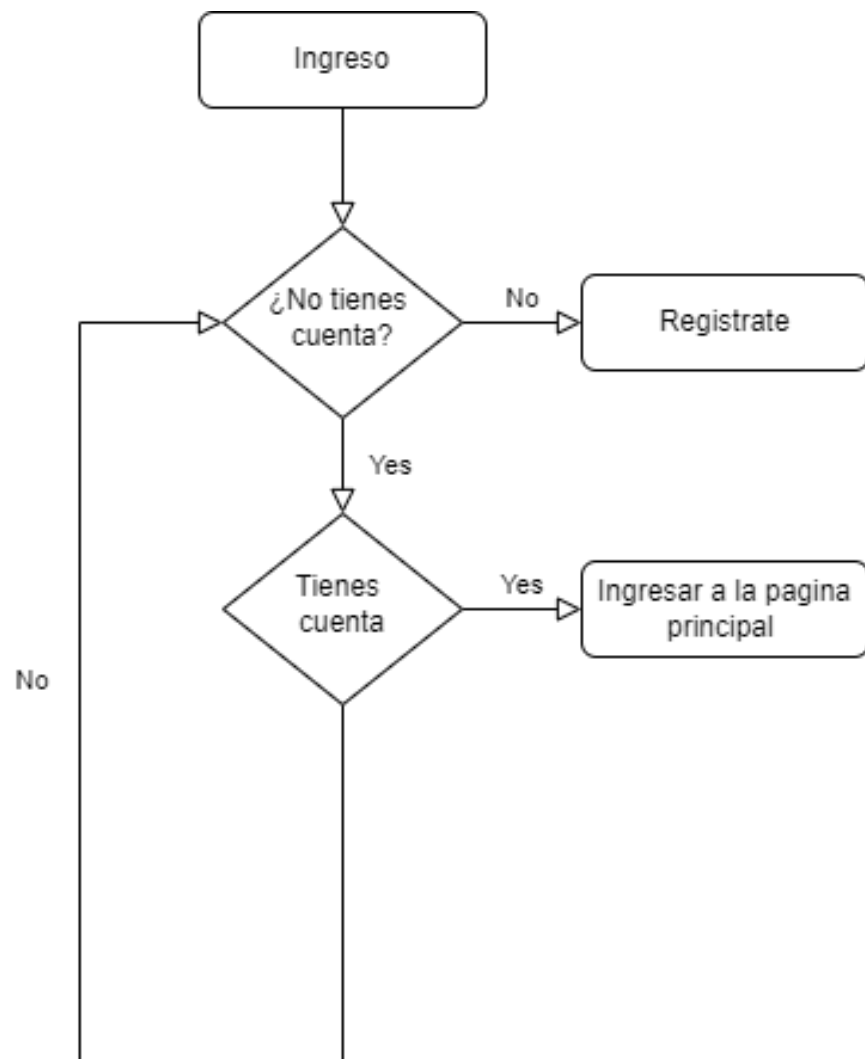 Ingreso
¿No tienes
cuenta?
No
Registrate
Yes
Tienes
cuenta
Yes
Ingresar a la pagina
principal
No